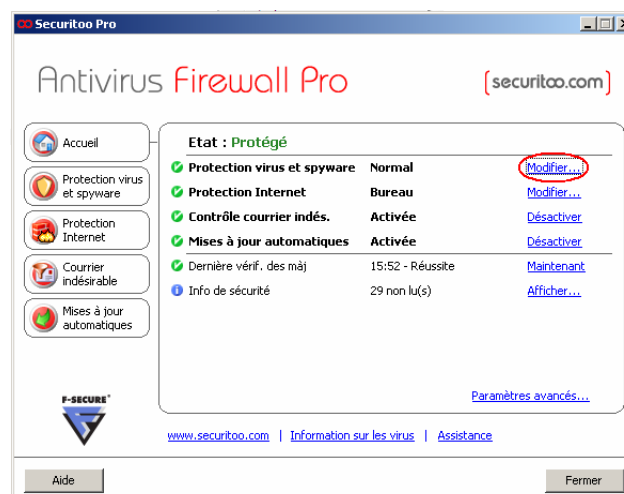 Securitoo Pro
Antivirus Firewall Pro
(securitoo.com)
Accueil
Protection virus
et spyware
Protection
Internet
Courrier
indésirable
Mises à jour
automatiques
F-SECURE
Etat : Protégé
Protection virus et spyware Normal Modifier...
Protection Internet Bureau Modifier...
Contrôle courrier indés. Activée Désactiver
Mises à jour automatiques Activée Désactiver
Dernière vérif. des màj 15:52 - Réussite Maintenant
Info de sécurité 29 non lu(s) Afficher...
Paramètres avancés...
www.securitoo.com | Information sur les virus | Assistance
Aide
Fermer